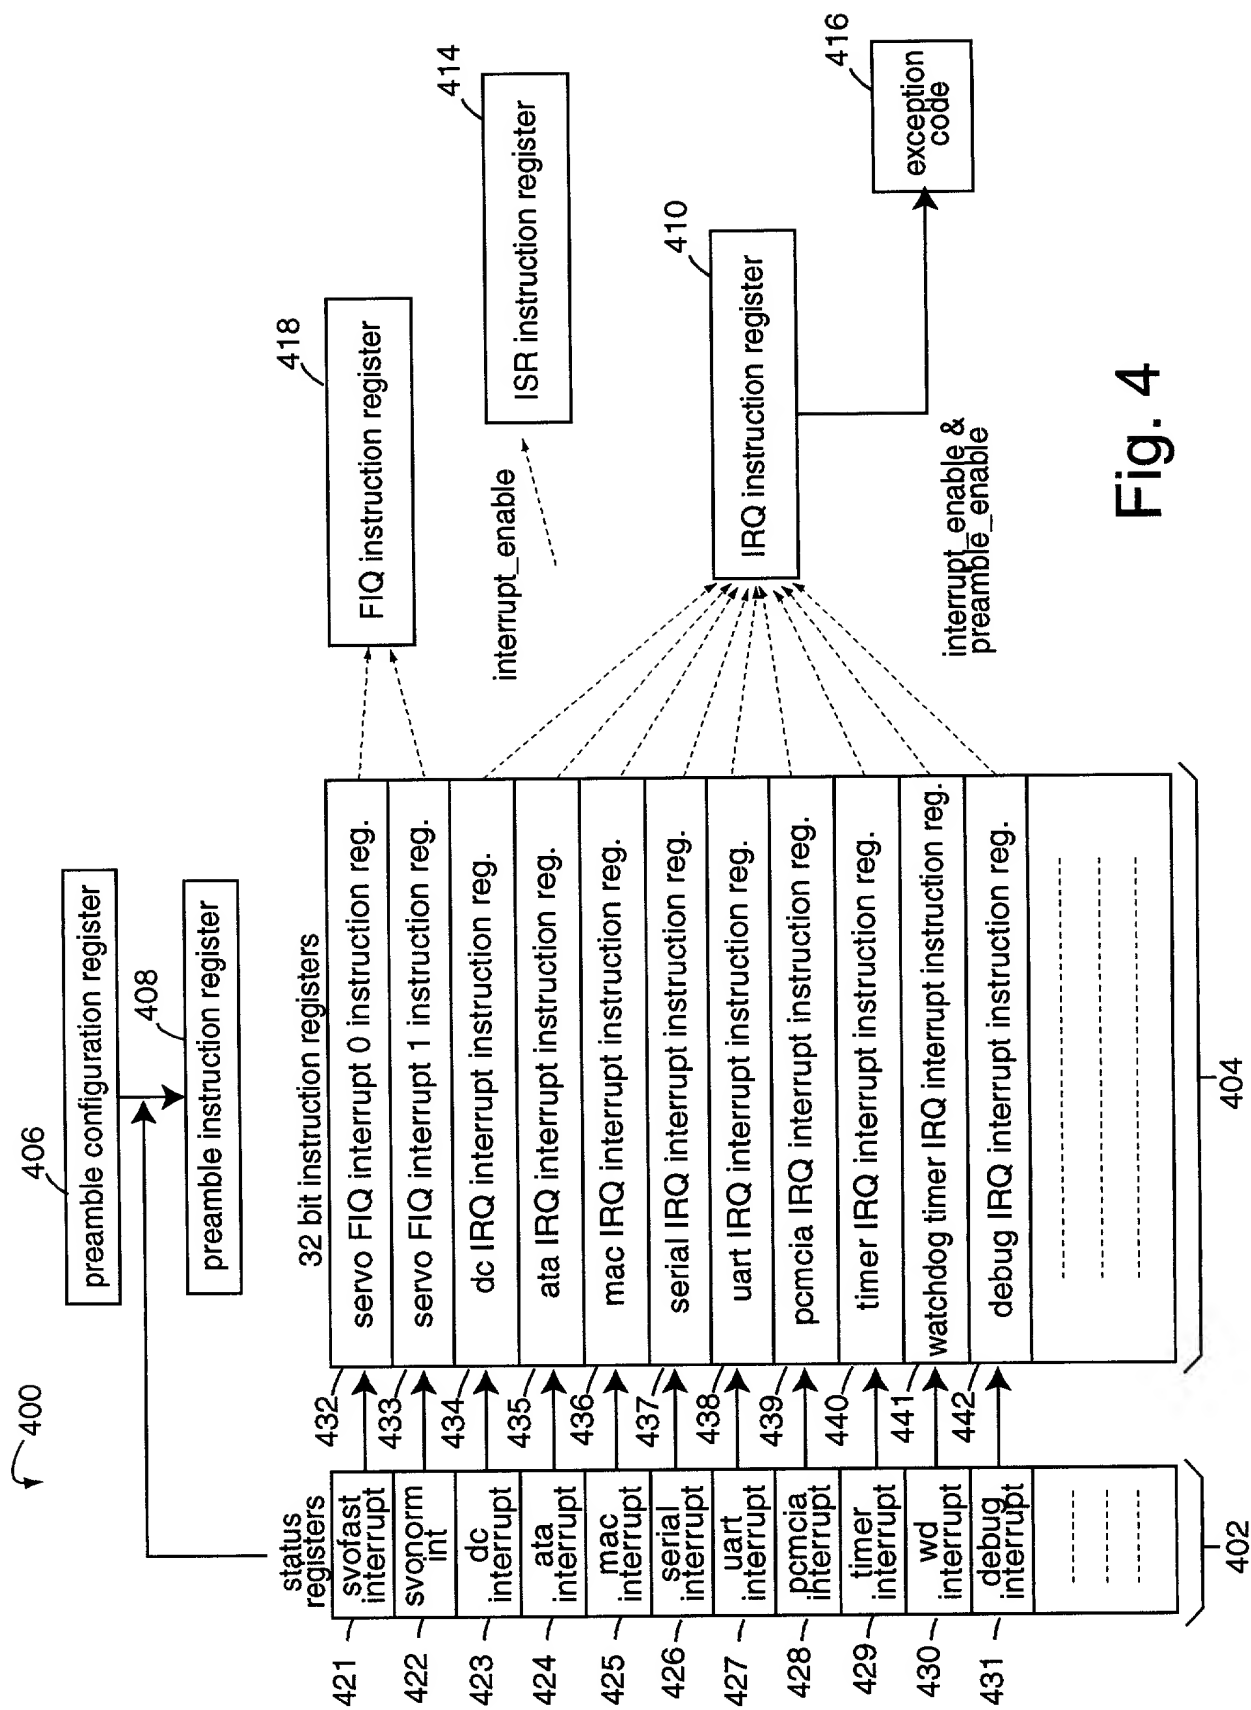 400
406
preamble configuration register
408
preamble instruction register
status
registers
32 bit instruction registers
421
svofast
interrupt
432
servo FIQ interrupt 0 instruction reg.
422
svonorm
int
433
servo FIQ interrupt 1 instruction reg.
423
dc
interrupt
434
dc IRQ interrupt instruction reg.
424
ata
interrupt
435
ata IRQ interrupt instruction reg.
425
mac
interrupt
436
mac IRQ interrupt instruction reg.
426
serial
interrupt
437
serial IRQ interrupt instruction reg.
427
uart
interrupt
438
uart IRQ interrupt instruction reg.
428
pcmcia
interrupt
439
pcmcia IRQ interrupt instruction reg.
429
timer
interrupt
440
timer IRQ interrupt instruction reg.
430
wd
interrupt
441
watchdog timer IRQ interrupt instruction reg.
431
debug
interrupt
442
debug IRQ interrupt instruction reg.
402
404
418
FIQ instruction register
interrupt_enable
414
ISR instruction register
410
IRQ instruction register
416
exception
code
interrupt_enable &
preamble_enable
Fig. 4